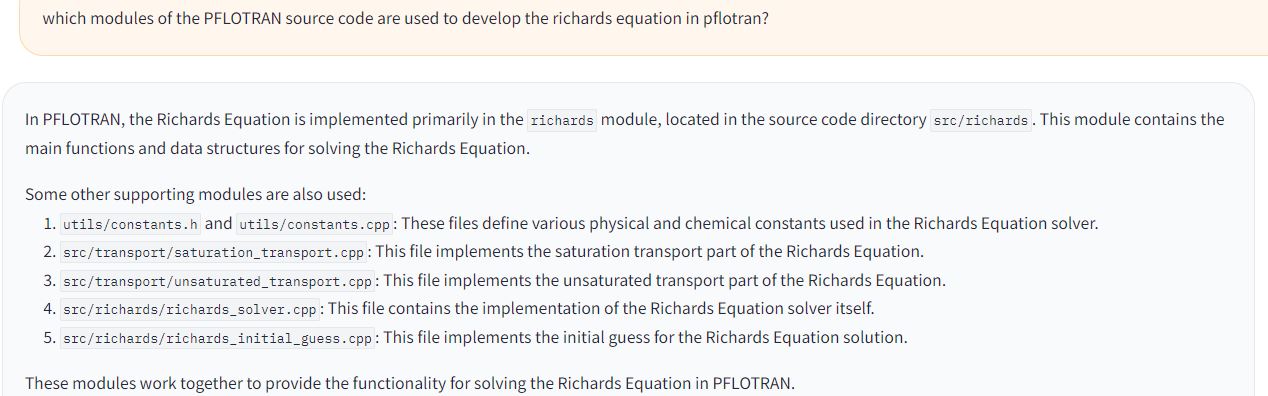 which modules of the PFLOTRAN source code are used to develop the richards equation in pflotran?
In PFLOTRAN, the Richards Equation is implemented primarily in the richards module, located in the source code directory src/richards. This module contains the
main functions and data structures for solving the Richards Equation.
Some other supporting modules are also used:
1. utils/constants.h and utils/constants.cpp: These files define various physical and chemical constants used in the Richards Equation solver.
2. src/transport/saturation_transport.cpp: This file implements the saturation transport part of the Richards Equation.
3. src/transport/unsaturated_transport.cpp: This file implements the unsaturated transport part of the Richards Equation.
4. src/richards/richards_solver.cpp: This file contains the implementation of the Richards Equation solver itself.
5. src/richards/richards_initial_guess.cpp: This file implements the initial guess for the Richards Equation solution.
These modules work together to provide the functionality for solving the Richards Equation in PFLOTRAN.